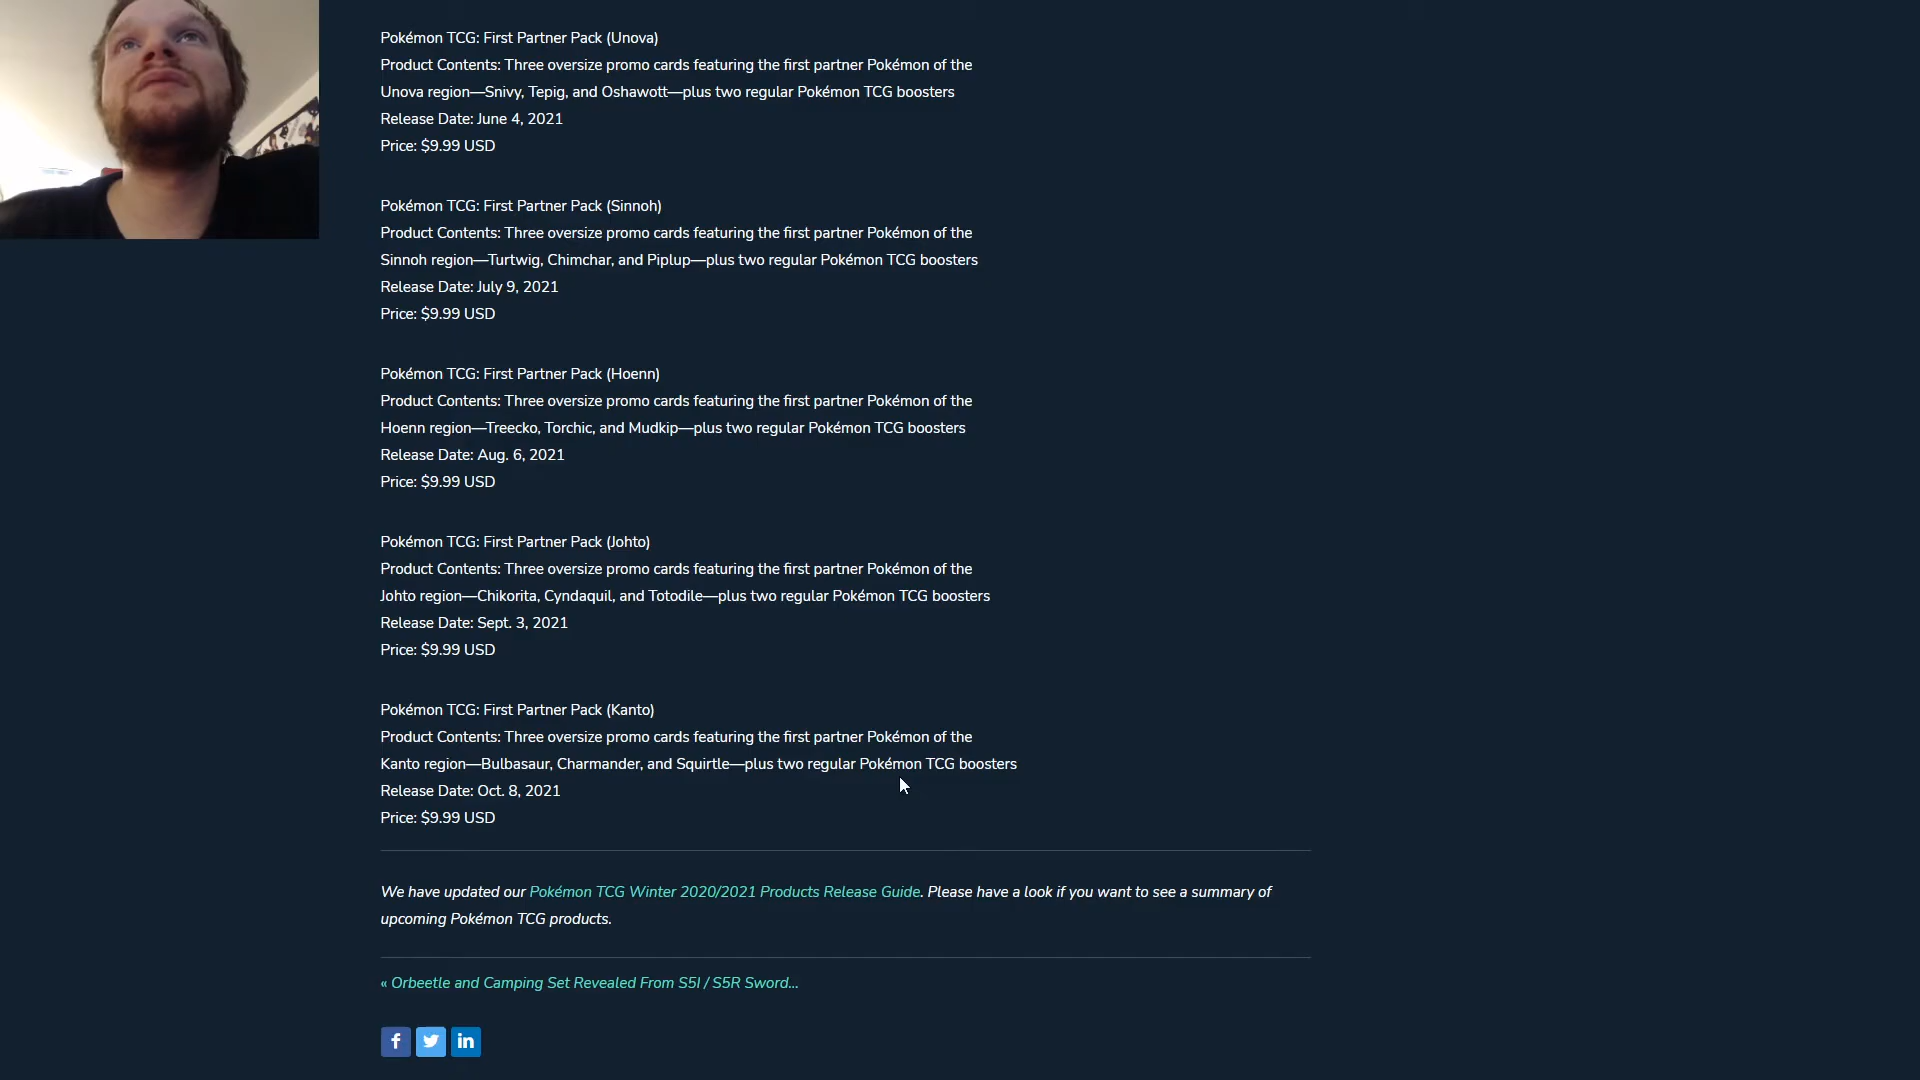 Pokémon TCG: First Partner Pack (Unova)
Product Contents: Three oversize promo cards featuring the first partner Pokémon of the
Unova region—Snivy, Tepig, and Oshawott—plus two regular Pokémon TCG boosters
Release Date: June 4, 2021
Price: $9.99 USD
Pokémon TCG: First Partner Pack (Sinnoh)
Product Contents: Three oversize promo cards featuring the first partner Pokémon of the
Sinnoh region—Turtwig, Chimchar, and Piplup—plus two regular Pokémon TCG boosters
Release Date: July 9, 2021
Price: $9.99 USD
Pokémon TCG: First Partner Pack (Hoenn)
Product Contents: Three oversize promo cards featuring the first partner Pokémon of the
Hoenn region—Treecko, Torchic, and Mudkip—plus two regular Pokémon TCG boosters
Release Date: Aug. 6, 2021
Price: $9.99 USD
Pokémon TCG: First Partner Pack (Johto)
Product Contents: Three oversize promo cards featuring the first partner Pokémon of the
Johto region—Chikorita, Cyndaquil, and Totodile—plus two regular Pokémon TCG boosters
Release Date: Sept. 3, 2021
Price: $9.99 USD
Pokémon TCG: First Partner Pack (Kanto)
Product Contents: Three oversize promo cards featuring the first partner Pokémon of the
Kanto region—Bulbasaur, Charmander, and Squirtle—plus two regular Pokémon TCG boosters
Release Date: Oct. 8, 2021
Price: $9.99 USD
We have updated our Pokémon TCG Winter 2020/2021 Products Release Guide. Please have a look if you want to see a summary of
upcoming Pokémon TCG products.
« Orbeetle and Camping Set Revealed From S5I / S5R Sword...
f in